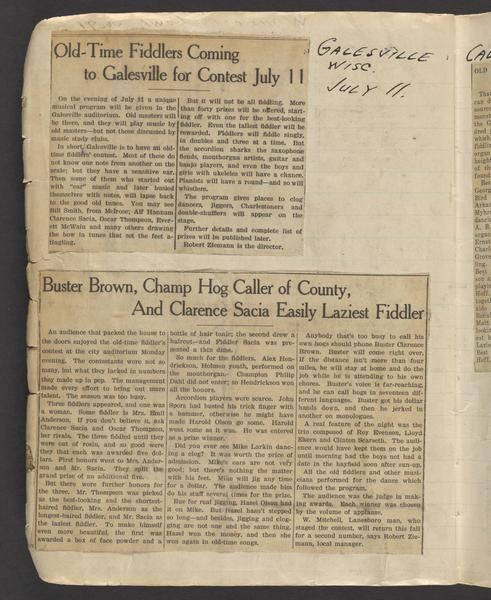 Old-Time Fiddlers Coming
to Galesville for Contest July 11
On the evening of July 11 a unique
musical program will be given in the
Galesville auditorium. Old masters will
be there, and they will play music by
old masters—but not those discussed by
music study clubs.
In short, Galesville is to have an old-
time fiddlers' contest. Most of these do
not know one note from another on the
scale; but they have a sensitive ear.
Then some of them who started out
with "ear" music and later busied
themselves with notes, will lapse back
to the good old tunes. You may see
Bill Smith, from Melrose; Alf Hanman
Clarence Sacia, Oscar Thompson, Ever-
ett McWain and many others drawing
the bow in tunes that set the feet a-
tingling.
But it will not be all fiddling. More
than forty prizes will be offered, start-
ing off with one for the best-looking
fiddler. Even the tallest fiddler will be
rewarded. Fiddlers will fiddle singly,
in doubles and three at a time. But
the accordion sharks the saxophone
fiends, mouthorgan artists, guitar and
banjo players, and even the boys and
girls with ukeleles will have a chance.
Pianists will have a round—and so will
whistlers.
The program gives places to clog
dancers, jiggers, Charlestoners and
double-shufflers will appear on the
stage.
Further details and complete list of
prizes will be published later.
Robert Ziemann is the director.
GALESVILLE
WISC.
JULY 11.
Buster Brown, Champ Hog Caller of County,
And Clarence Sacia Easily Laziest Fiddler
An audience that packed the house to
the doors enjoyed the old-time fiddler's
contest at the city auditorium Monday
evening. The contestants were not so
many, but what they lacked in numbers
they made up in pep. The management
made every effort to bring out more
talent. The season was too busy.
Three fiddlers appeared, and one was
a woman. Some fiddler is Mrs. Emil
Anderson. If you don't believe it, ask
Clarence Sacia and Oscar Thompson,
her rivals. The three fiddled until they
were out of rosin, and so good were
they that each was awarded five dol-
lars. First honors went to Mrs. Ander-
son and Mr. Sacia. They split the
grand prize of an additional five.
But there were further honors for
the three. Mr. Thompson was picked
as the best-looking and the shortest-
haired fiddler, Mrs. Anderson as the
longest-haired fiddler, and Mr. Sacia as
the laziest fiddler. To make himself
even more beautiful, the first was
awarded a box of face powder and a
bottle of hair tonic; the second drew a
haircut—and Fiddler Sacia was pre-
sented a thin dime.
So much for the fiddlers. Alex Hen-
drickson, Holmen youth, performed on
the mouthorgan. Champion Philip
Dahl did not enter; so Hendrickson won
all the honors.
Accordion players were scarce. John
Spors had busted his trick finger with
a hammer, otherwise he might have
made Harold Olson go some. Harold
went some as it was. He was entered
as a prize winner.
Did you ever see Mike Larkin danc-
ing a clog? It was worth the price of
admission. Mike's ears are not very
good; but there's nothing the matter
with his feet. Mike will jig any time
for a dollar. The audience made him
do his stuff several times for the price.
But for real jigging, Hazel Olson had
it on Mike. But Hazel hasn't stepped
so long—and besides, jigging and clog-
ging are not one and the same thing.
Hazel won the money, and then she
won again in old-time songs.
Anybody that's too busy to call his
own hogs should phone Buster Clarence
Brown. Buster will come right over,
if the distance isn't more than four
miles, he will stay at home and do the
job while he is attending to his own
chores. Buster's voice is far-reaching,
and he can call hogs in seventeen dif-
ferent languages. Buster got his dollar
hands down, and then he jerked in
another on monologues.
A real feature of the night was the
trio composed of Roy Evenson, Lloyd
Ekern and Clinton Scarseth. The audi-
ence would have kept them on the job
until morning had the boys not had a
date in the hayfield soon after sun-up.
All the old fiddlers and other musi-
cians performed for the dance which
followed the program.
The audience was the judge in mak-
ing awards. Each winner was chosen
by the volume of applause.
W. Mitchell, Lanesboro man, who
staged the contest, will return this fall
for a second number, says Robert Zie-
mann, local manager.
OLD